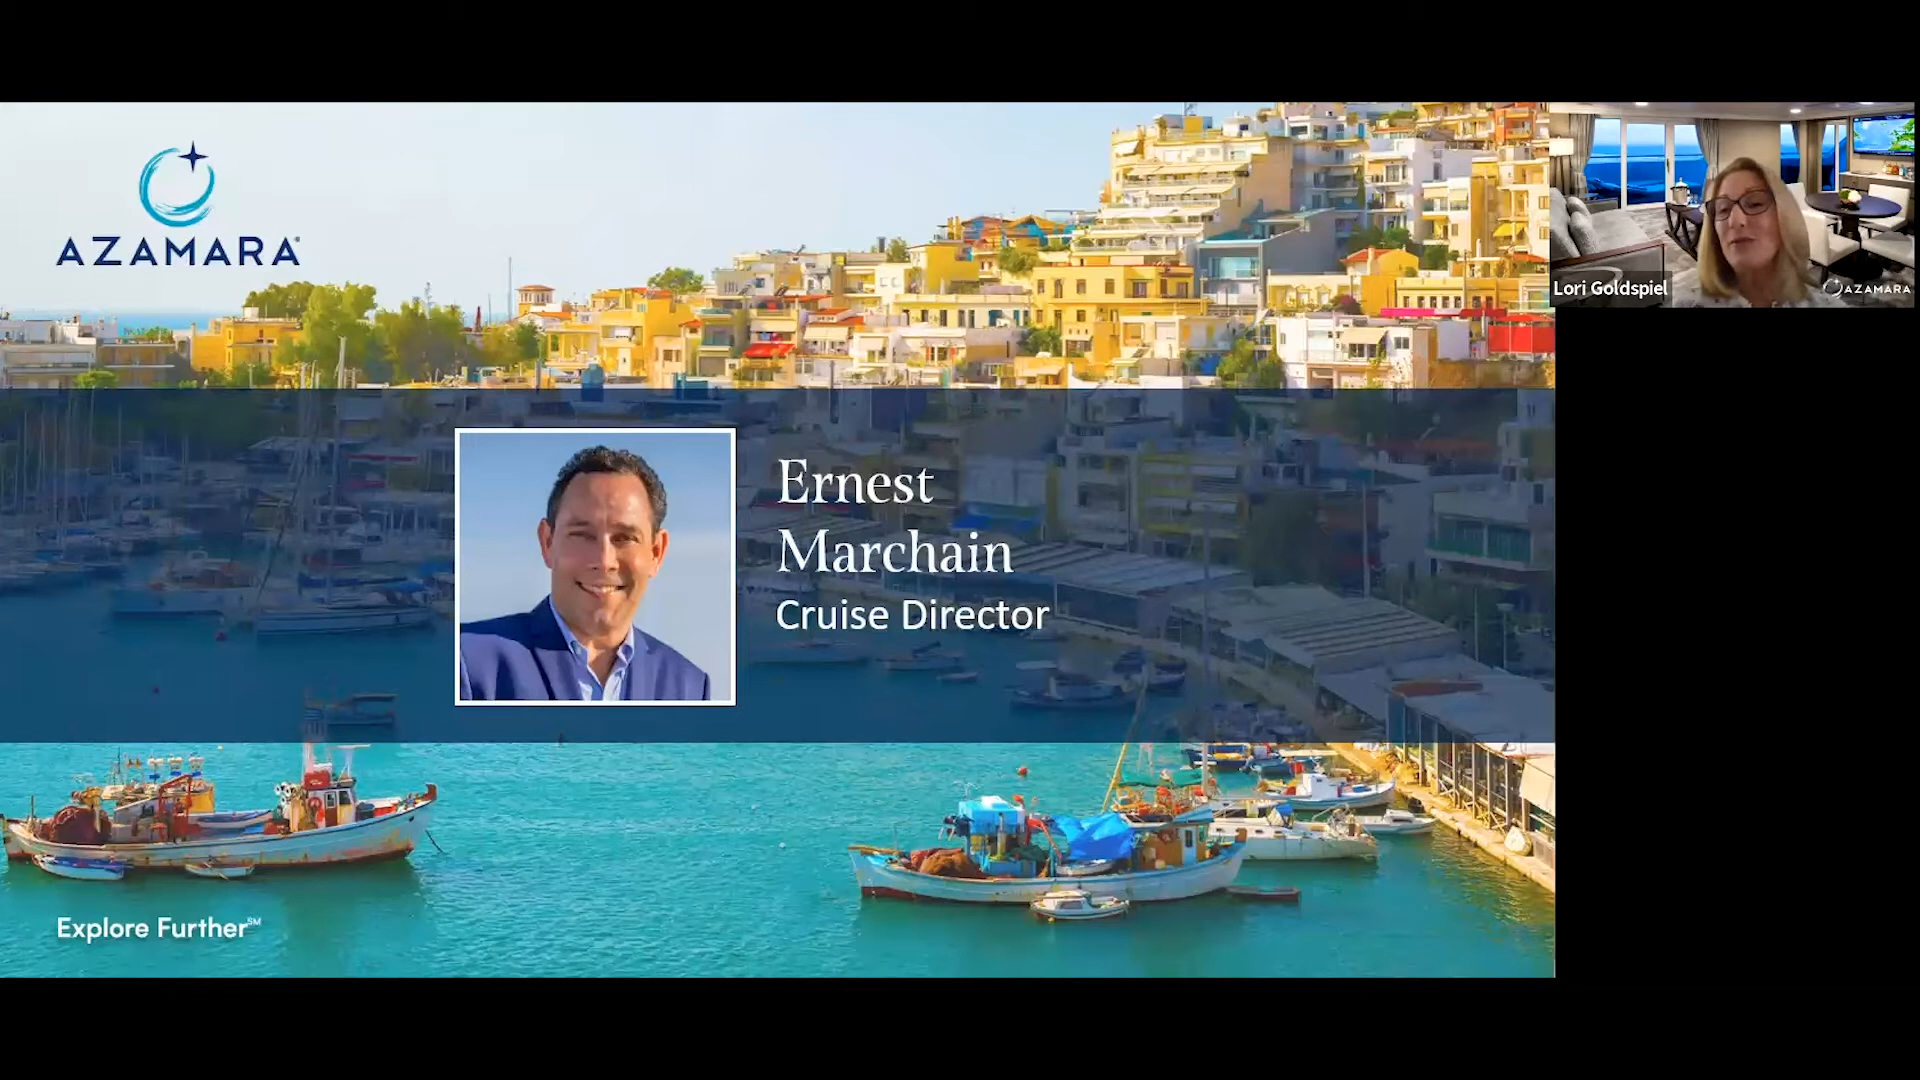 AZAMARA®
Ernest
Marchain
Cruise Director
Explore Further℠
Lori Goldspiel
AZAMARA